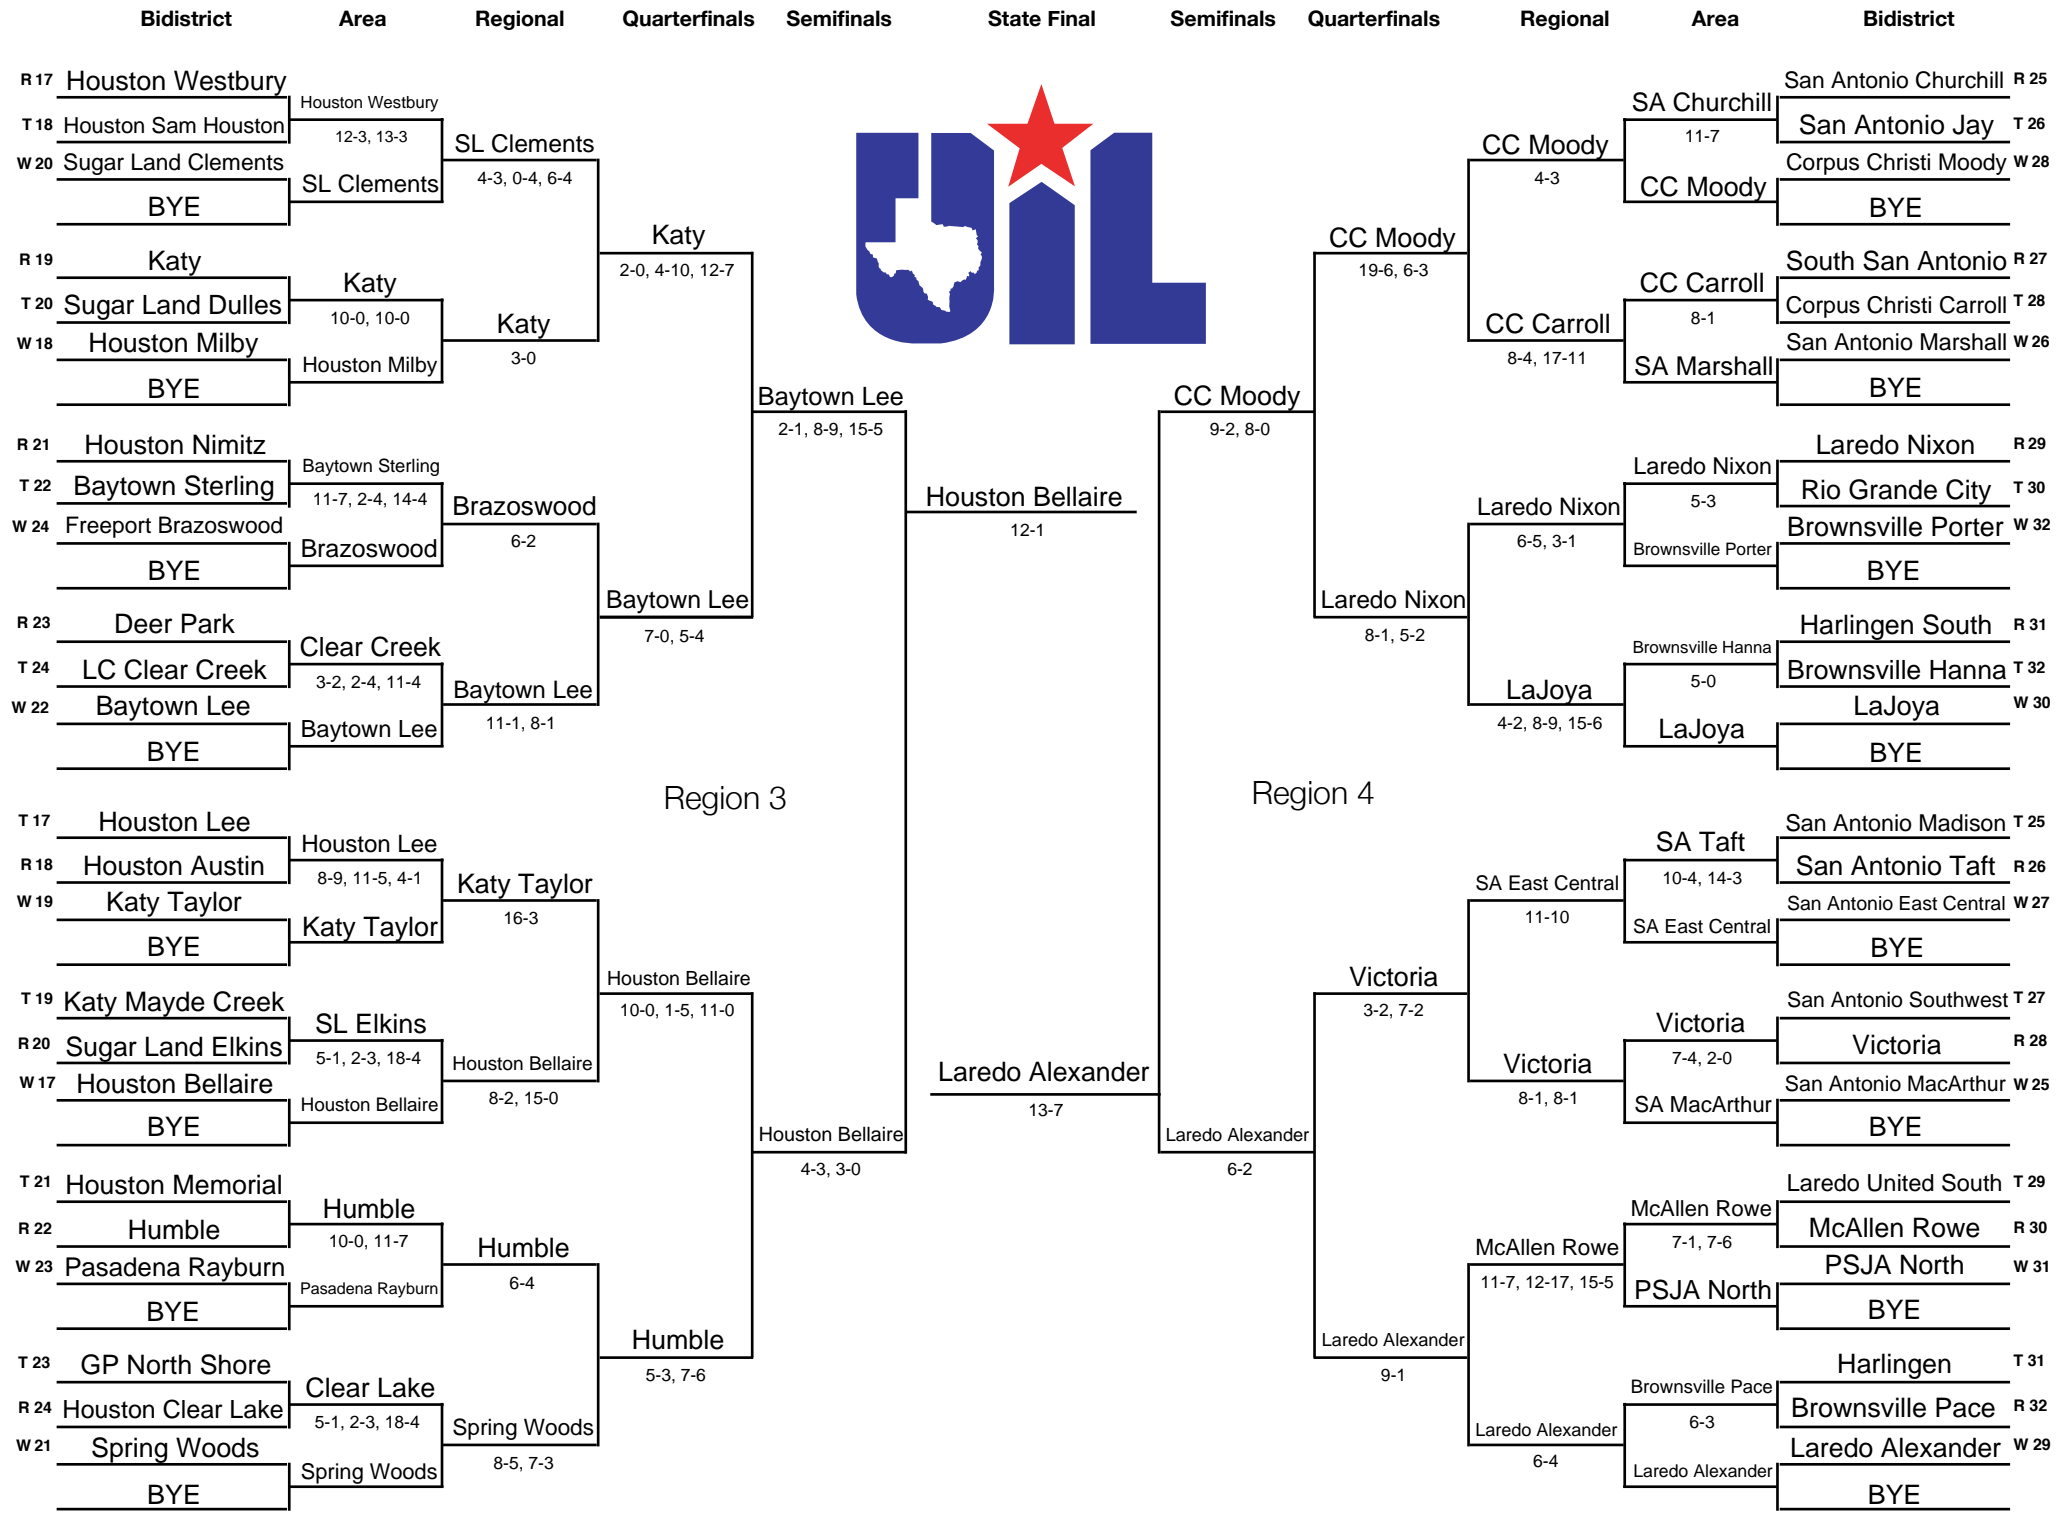 Bidistrict Area Regional Quarterfinals Semifinals State Final Semifinals Quarterfinals Regional Area Bidistrict
R 17 Houston Westbury
Houston Westbury
T 18 Houston Sam Houston
12-3, 13-3
SL Clements
W 20 Sugar Land Clements
4-3, 0-4, 6-4
SL Clements
BYE
Katy
2-0, 4-10, 12-7
R 19 Katy
Katy
T 20 Sugar Land Dulles
10-0, 10-0
Katy
W 18 Houston Milby
3-0
Houston Milby
BYE
Baytown Lee
2-1, 8-9, 15-5
R 21 Houston Nimitz
Baytown Sterling
T 22 Baytown Sterling
11-7, 2-4, 14-4
Brazoswood
W 24 Freeport Brazoswood
6-2
Brazoswood
BYE
Baytown Lee
7-0, 5-4
R 23 Deer Park
Clear Creek
T 24 LC Clear Creek
3-2, 2-4, 11-4
Baytown Lee
W 22 Baytown Lee
11-1, 8-1
Baytown Lee
BYE
Region 3
T 17 Houston Lee
Houston Lee
R 18 Houston Austin
8-9, 11-5, 4-1
Katy Taylor
W 19 Katy Taylor
16-3
Katy Taylor
BYE
Houston Bellaire
10-0, 1-5, 11-0
T 19 Katy Mayde Creek
SL Elkins
R 20 Sugar Land Elkins
5-1, 2-3, 18-4
Houston Bellaire
W 17 Houston Bellaire
8-2, 15-0
Houston Bellaire
BYE
Houston Bellaire
4-3, 3-0
T 21 Houston Memorial
Humble
R 22 Humble
10-0, 11-7
Humble
W 23 Pasadena Rayburn
6-4
Pasadena Rayburn
BYE
Humble
5-3, 7-6
T 23 GP North Shore
Clear Lake
R 24 Houston Clear Lake
5-1, 2-3, 18-4
Spring Woods
W 21 Spring Woods
8-5, 7-3
Spring Woods
BYE
UIL
Houston Bellaire
12-1
Laredo Alexander
13-7
San Antonio Churchill R 25
SA Churchill
San Antonio Jay T 26
11-7
CC Moody
Corpus Christi Moody W 28
4-3
CC Moody
BYE
CC Moody
19-6, 6-3
South San Antonio R 27
CC Carroll
Corpus Christi Carroll T 28
8-1
CC Carroll
San Antonio Marshall W 26
8-4, 17-11
SA Marshall
BYE
CC Moody
9-2, 8-0
Laredo Nixon R 29
Laredo Nixon
Rio Grande City T 30
5-3
Laredo Nixon
Brownsville Porter W 32
6-5, 3-1
Brownsville Porter
BYE
Laredo Nixon
8-1, 5-2
Harlingen South R 31
Brownsville Hanna
Brownsville Hanna T 32
5-0
LaJoya
LaJoya W 30
4-2, 8-9, 15-6
LaJoya
BYE
Region 4
San Antonio Madison T 25
SA Taft
San Antonio Taft R 26
10-4, 14-3
SA East Central
San Antonio East Central W 27
11-10
SA East Central
BYE
Victoria
3-2, 7-2
San Antonio Southwest T 27
Victoria
Victoria R 28
7-4, 2-0
Victoria
San Antonio MacArthur W 25
8-1, 8-1
SA MacArthur
BYE
Laredo Alexander
6-2
Laredo United South T 29
McAllen Rowe
McAllen Rowe R 30
7-1, 7-6
McAllen Rowe
PSJA North W 31
11-7, 12-17, 15-5
PSJA North
BYE
Laredo Alexander
9-1
Harlingen T 31
Brownsville Pace
Brownsville Pace R 32
6-3
Laredo Alexander
Laredo Alexander W 29
6-4
Laredo Alexander
BYE